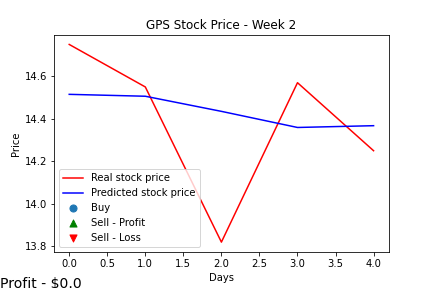 GPS Stock Price - Week 2
14.6
14.4
14.2
14.0
13.8
Price
Real stock price
Predicted stock price
Buy
Sell - Profit
Sell - Loss
0.0 0.5 1.0 1.5 2.0 2.5 3.0 3.5 4.0
Days
Profit - $0.0